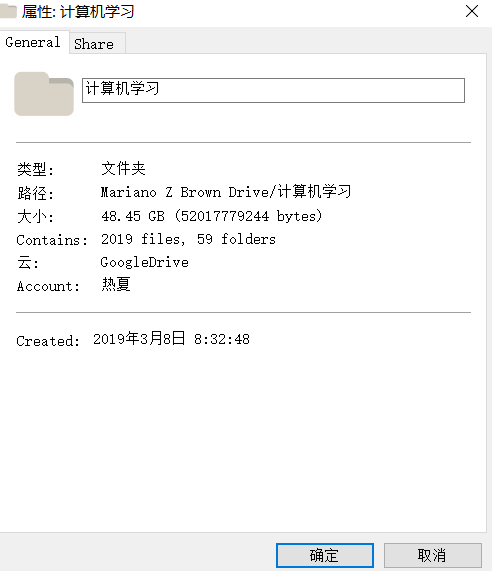 属性: 计算机学习
General Share
计算机学习
类型: 文件夹
路径: Mariano Z Brown Drive/计算机学习
大小: 48.45 GB (52017779244 bytes)
Contains: 2019 files, 59 folders
云: GoogleDrive
Account: 热夏
Created: 2019年3月8日 8:32:48
确定 取消